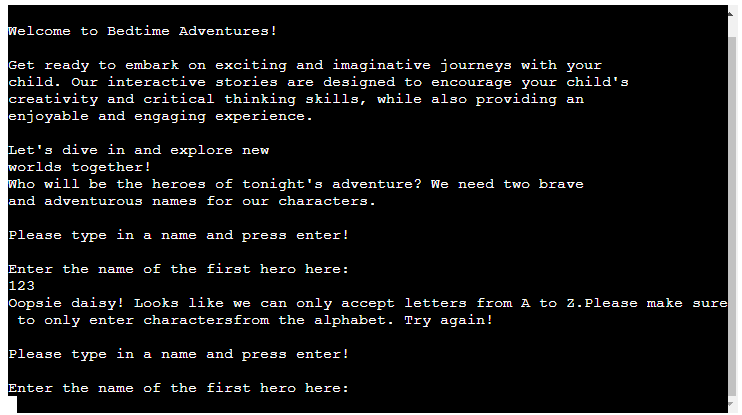 Welcome to Bedtime Adventures!
Get ready to embark on exciting and imaginative journeys with your
child. Our interactive stories are designed to encourage your child's
creativity and critical thinking skills, while also providing an
enjoyable and engaging experience.
Let's dive in and explore new
worlds together!
Who will be the heroes of tonight's adventure? We need two brave
and adventurous names for our characters.
Please type in a name and press enter!
Enter the name of the first hero here:
123
Oopsie daisy! Looks like we can only accept letters from A to Z.Please make sure
to only enter charactersfrom the alphabet. Try again!
Please type in a name and press enter!
Enter the name of the first hero here: